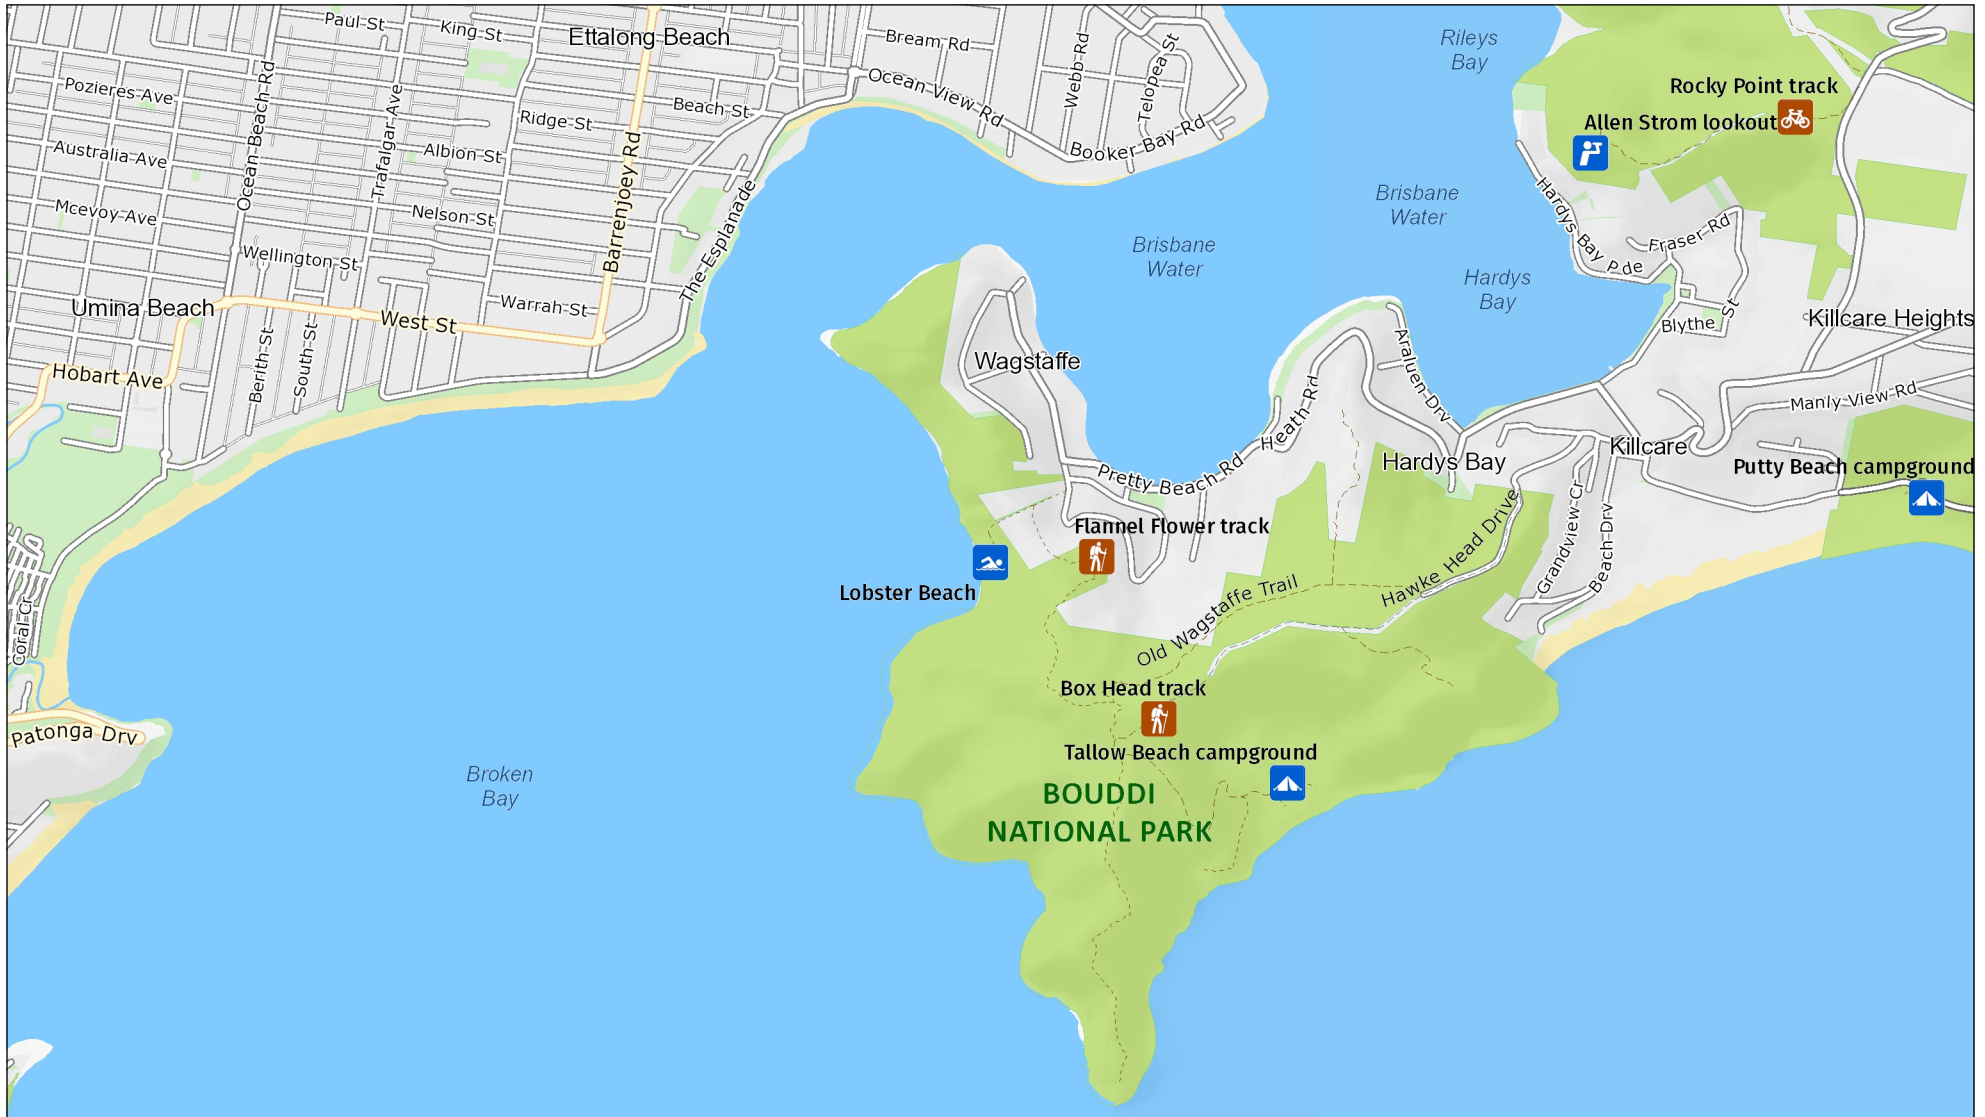 Paul St
King St
Ettalong Beach
Bream Rd
Webb Rd
Telopea St
Rileys
Bay
Rocky Point track
Pozieres Ave
Ocean Beach Rd
Trafalgar Ave
Beach St
Ocean View Rd
Ridge St
Allen Strom lookout
Australia Ave
Albion St
Booker Bay Rd
Barrenjoey Rd
Mcevoy Ave
Nelson St
The Esplanade
Brisbane
Water
Brisbane
Water
Hardys Bay Pde
Fraser Rd
Wellington St
Hardys
Bay
Umina Beach
Warrah St
West St
Blythe St
Killcare Heights
Wagstaffe
Araluen Drv
Berith St
South St
Hobart Ave
Heath Rd
Manly View Rd
Hardys Bay
Killcare
Putty Beach campground
Pretty Beach Rd
Flannel Flower track
Hawke Head Drive
Grandview Cr
Beach Drv
Lobster Beach
Old Wagstaffe Trail
Coral Cr
Box Head track
Patonga Drv
Tallow Beach campground
Broken
Bay
BOUDDI
NATIONAL PARK